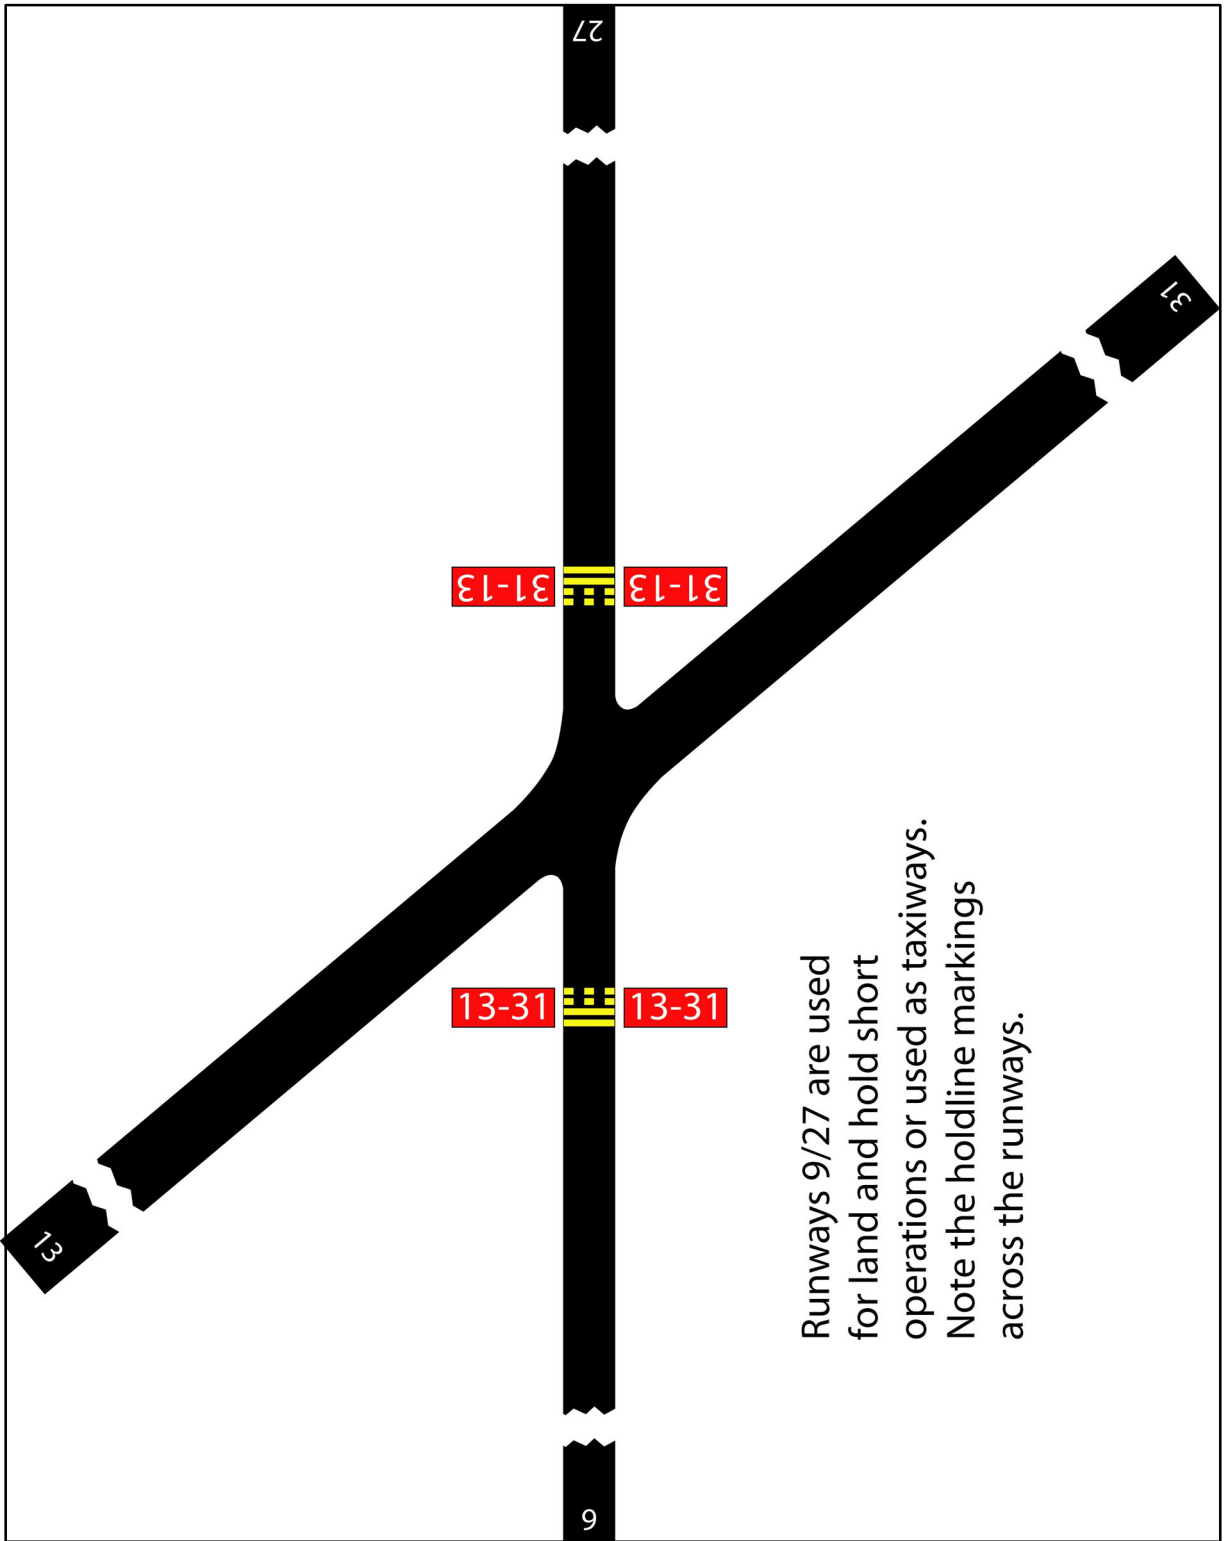 27
31
31-13
31-13
13-31
13-31
13
9
Runways 9/27 are used
for land and hold short
operations or used as taxiways.
Note the holdline markings
across the runways.